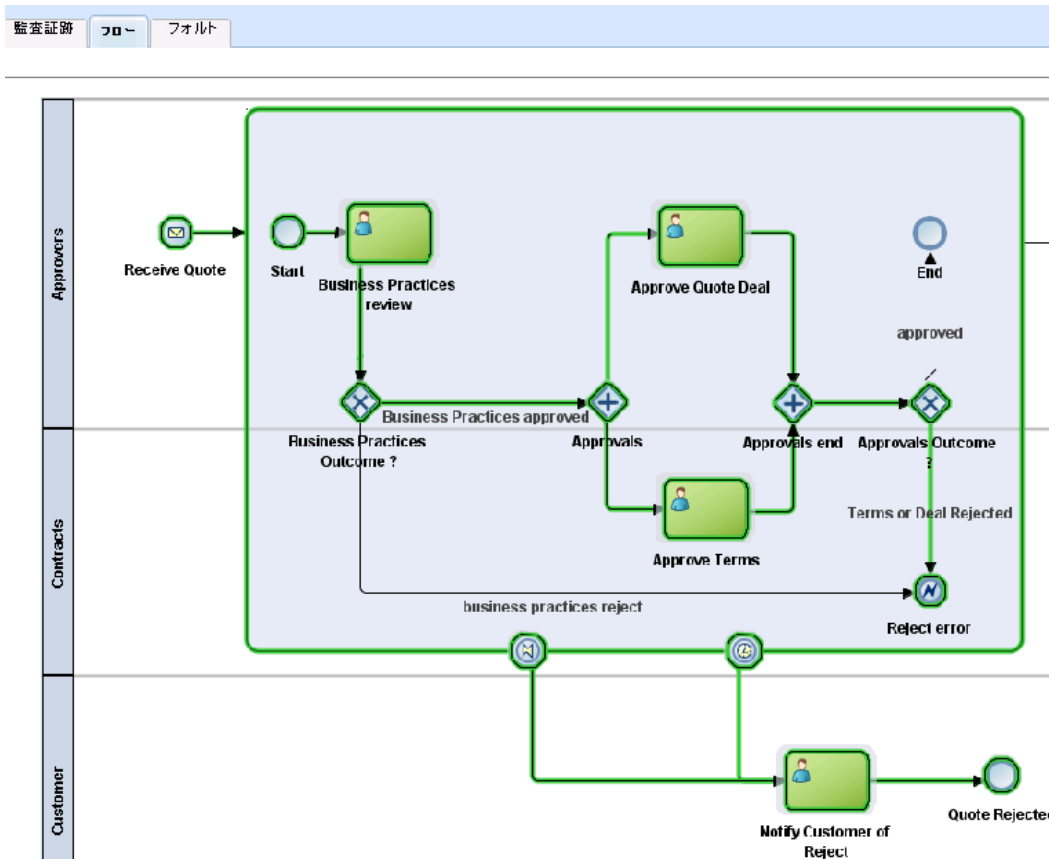 監査証跡
フロー
フォルト
Approvers
Receive Quote
Start
Business Practices
review
Approve Quote Deal
End
approved
Business Practices approved
Business Practices
Outcome ?
Approvals
Approvals end
Approvals Outcome
?
Contracts
Approve Terms
Terms or Deal Rejected
business practices reject
Reject error
Customer
Notify Customer of
Reject
Quote Rejected